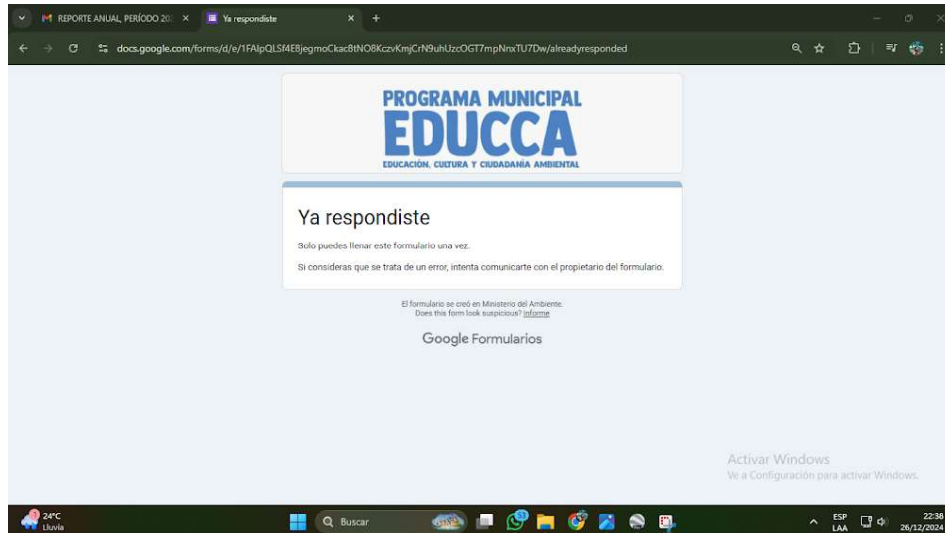 REPORTE ANUAL, PERÍODO 20
Ya respondiste
docs.google.com/forms/d/e/1FAIpQLSf4E8jegmoCkac8tNO8KczvKmjCrN9uhUzcOGT7mpNnxTU7Dw/alreadyresponded
PROGRAMA MUNICIPAL
EDUCCA
EDUCACIÓN, CULTURA Y CIUDADANÍA AMBIENTAL
Ya respondiste
Solo puedes llenar este formulario una vez.
Si consideras que se trata de un error, intenta comunicarte con el propietario del formulario.
El formulario se creó en Ministerio del Ambiente.
Does this form look suspicious? Informe
Google Formularios
Activar Windows
Ve a Configuración para activar Windows.
24°C
Lluvia
Buscar
53
ESP
LAA
22:38
26/12/2024